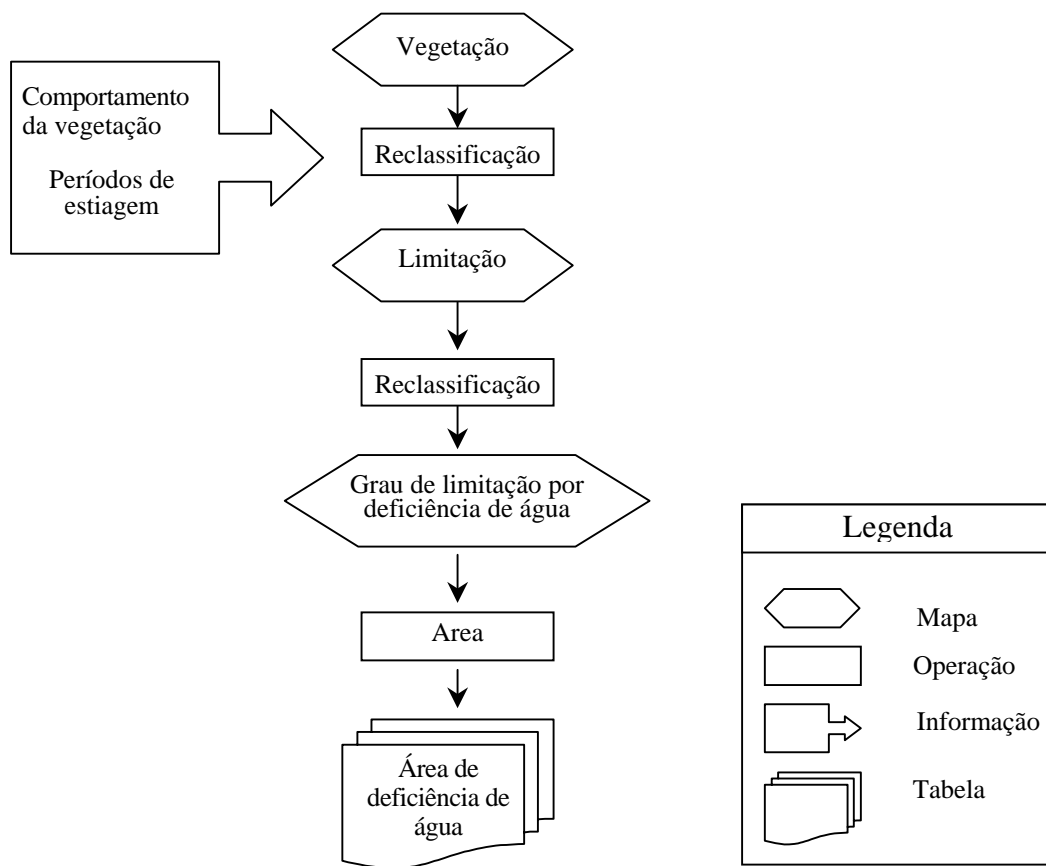 Vegetação
Comportamento
da vegetação
Períodos de
estiagem
Reclassificação
Limitação
Reclassificação
Grau de limitação por
deficiência de água
Area
Área de
deficiência de
água
Legenda
Mapa
Operação
Informação
Tabela